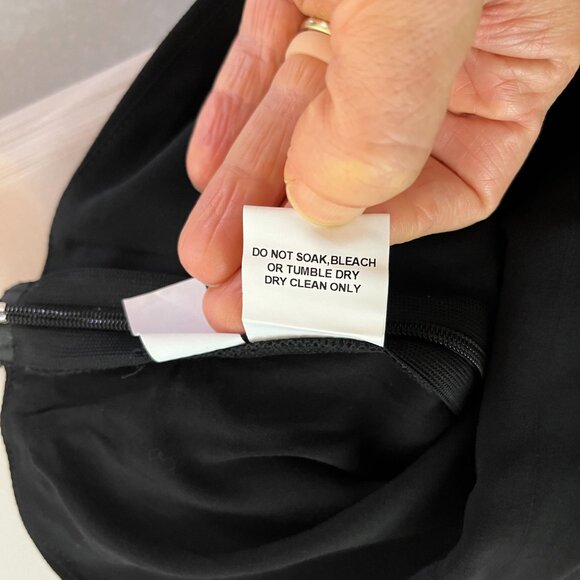 DO NOT SOAK,BLEACH
OR TUMBLE DRY
DRY CLEAN ONLY